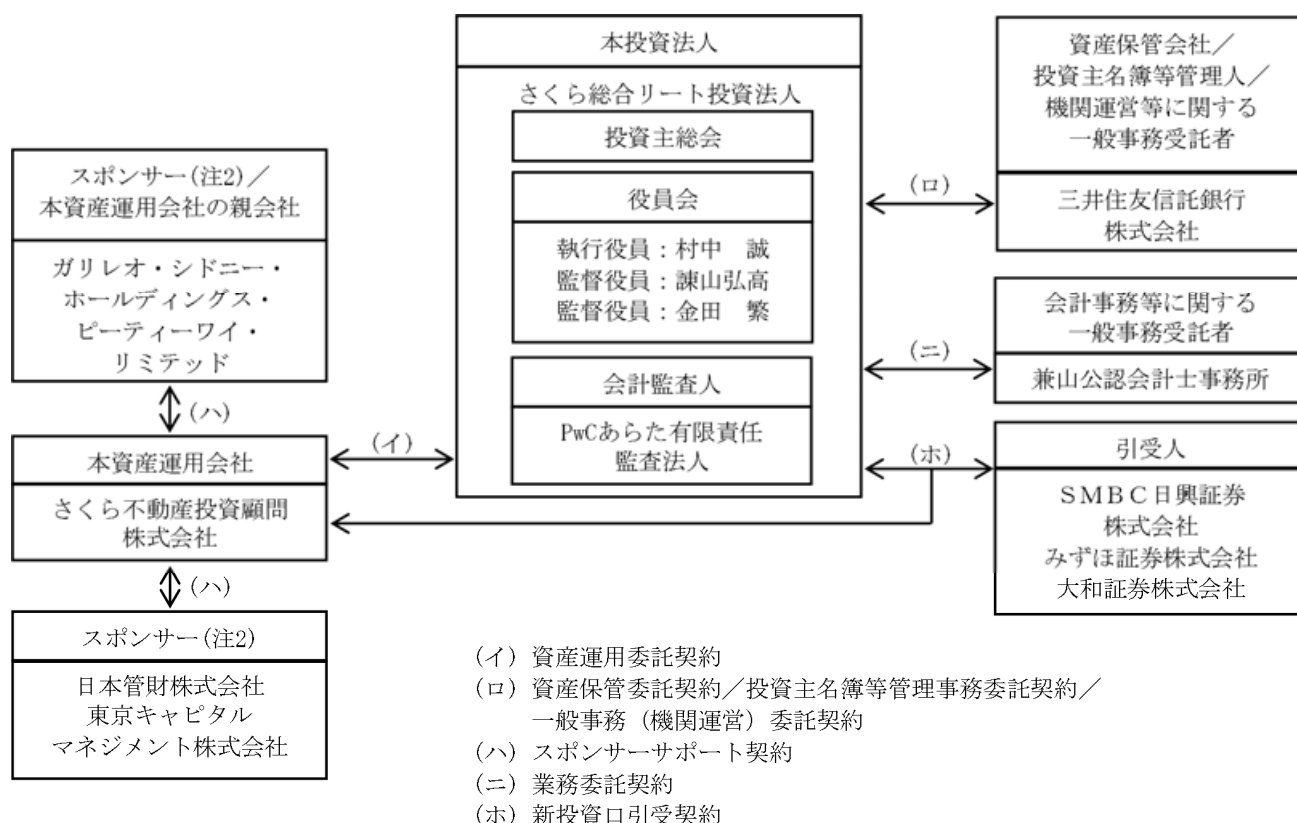 本投資法人
さくら総合リート投資法人
投資主総会
役員会
執行役員：村中　誠
監督役員：諫山弘高
監督役員：金田　繁
会計監査人
PwCあらた有限責任
監査法人
スポンサー(注2)／
本資産運用会社の親会社
ガリレオ・シドニー・
ホールディングス・
ピーティーワイ・
リミテッド
(ハ)
本資産運用会社
さくら不動産投資顧問
株式会社
(ハ)
スポンサー(注2)
日本管財株式会社
東京キャピタル
マネジメント株式会社
(イ)
(ロ)
(ニ)
(ホ)
資産保管会社／
投資主名簿等管理人／
機関運営等に関する
一般事務受託者
三井住友信託銀行
株式会社
会計事務等に関する
一般事務受託者
兼山公認会計士事務所
引受人
ＳＭＢＣ日興証券
株式会社
みずほ証券株式会社
大和証券株式会社
(イ) 資産運用委託契約
(ロ) 資産保管委託契約／投資主名簿等管理事務委託契約／
一般事務（機関運営）委託契約
(ハ) スポンサーサポート契約
(ニ) 業務委託契約
(ホ) 新投資口引受契約